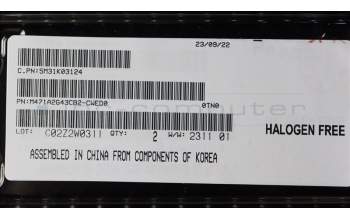 23/09/22
C.PN:5M31K03124
PN:M471A2G43CB2-CWED0 0TN0
LOT: C02Z2W0311 QTY: 2 W/W: 2311 01
HALOGEN FREE
ASSEMBLED IN CHINA FROM COMPONENTS OF KOREA